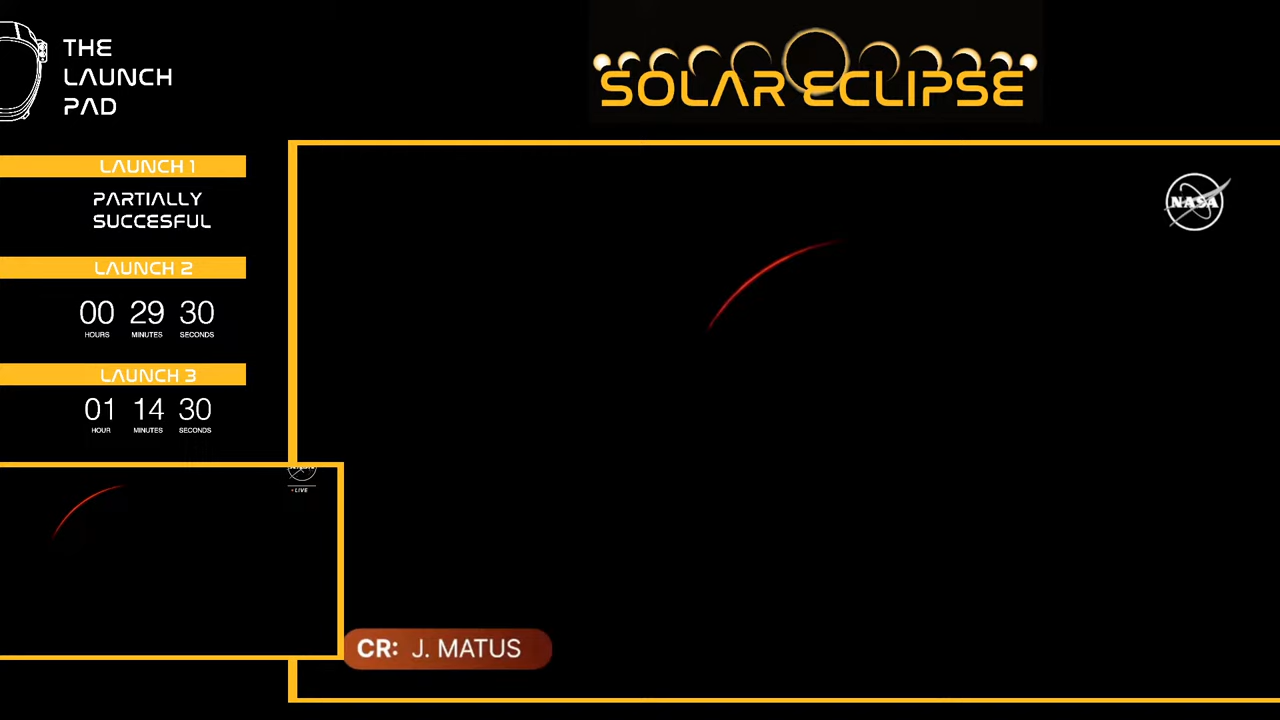 THE
LAUNCH
PAD
SOLAR ECLIPSE
LAUNCH 1
PARTIALLY
SUCCESFUL
LAUNCH 2
00 29 30
HOURS MINUTES SECONDS
LAUNCH 3
01 14 30
HOUR MINUTES SECONDS
NASA
LIVE
CR: J. MATUS